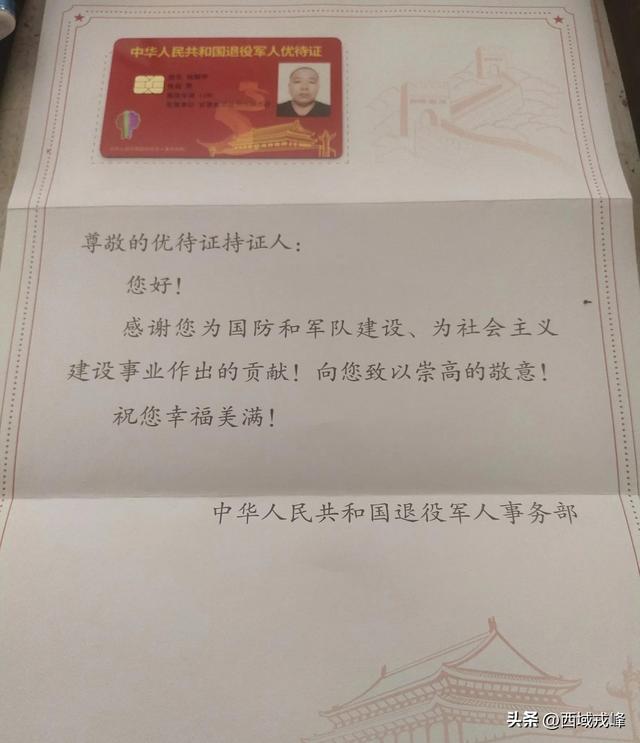 中华人民共和国退役军人优待证
尊敬的优待证持证人：
您好！
感谢您为国防和军队建设、为社会主义
建设事业作出的贡献！向您致以崇高的敬意！
祝您幸福美满！
中华人民共和国退役军人事务部
头条 @西域戎峰